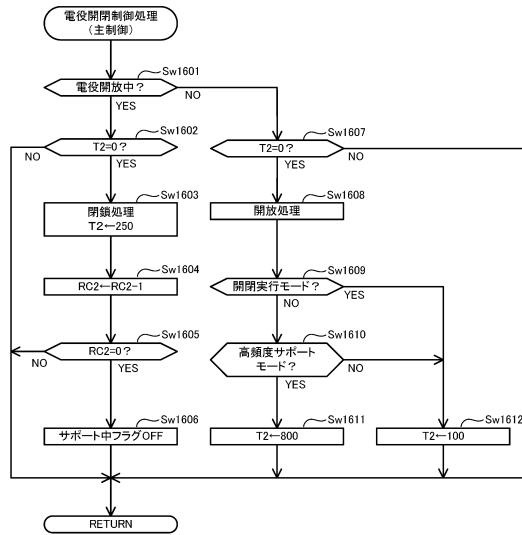 電役開閉制御処理
(主制御)
Sw1601
電役開放中?
NO
YES
Sw1602
T2=0?
NO
YES
Sw1607
T2=0?
NO
YES
Sw1603
閉鎖処理
T2←250
Sw1608
開放処理
Sw1604
RC2←RC2-1
Sw1609
開閉実行モード?
YES
NO
Sw1605
RC2=0?
NO
YES
Sw1610
高頻度サポート
モード?
NO
YES
Sw1606
サポート中フラグOFF
Sw1611
T2←800
Sw1612
T2←100
RETURN